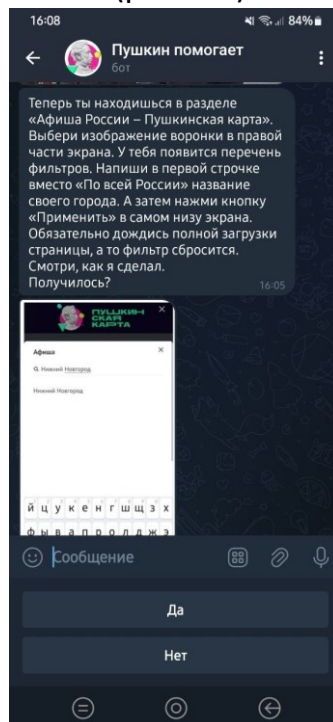 16:08
84%
Пушкин помогает
бот
Теперь ты находишься в разделе
«Афиша России – Пушкинская карта».
Выбери изображение воронки в правой
части экрана. У тебя появится перечень
фильтров. Напиши в первой строчке
вместо «По всей России» название
своего города. А затем нажми кнопку
«Применить» в самом низу экрана.
Обязательно дождись полной загрузки
страницы, а то фильтр сбросится.
Смотри, как я сделал.
Получилось?
16:05
ПУШКИН-
СКАЯ
КАРТА
Афиша
Нижний Новгород
Нижний Новгород
й ц у к е н г ш щ з х
ф ы в а п р о л д ж э
Сообщение
Да
Нет